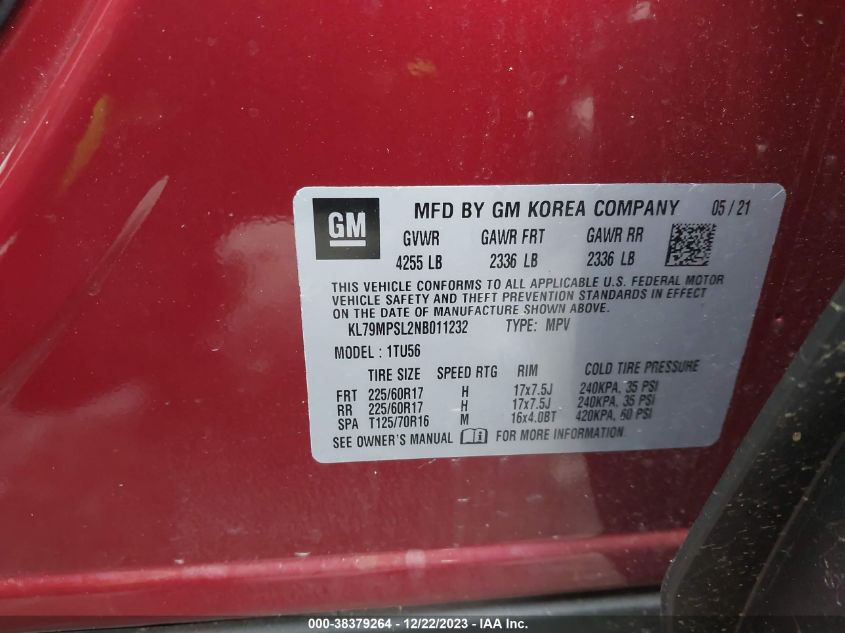 GM
MFD BY GM KOREA COMPANY 05 / 21
GVWR GAWR FRT GAWR RR
4255 LB 2336 LB 2336 LB
THIS VEHICLE CONFORMS TO ALL APPLICABLE U.S. FEDERAL MOTOR
VEHICLE SAFETY AND THEFT PREVENTION STANDARDS IN EFFECT
ON THE DATE OF MANUFACTURE SHOWN ABOVE.
KL79MPSL2NB011232 TYPE: MPV
MODEL : 1TU56
TIRE SIZE SPEED RTG RIM COLD TIRE PRESSURE
FRT 225/60R17 H 17x7.5J 240KPA, 35 PSI
RR 225/60R17 H 17x7.5J 240KPA, 35 PSI
SPA T125/70R16 M 16x4.0BT 420KPA, 60 PSI
SEE OWNER'S MANUAL FOR MORE INFORMATION.
000-38379264 - 12/22/2023 - IAA Inc.